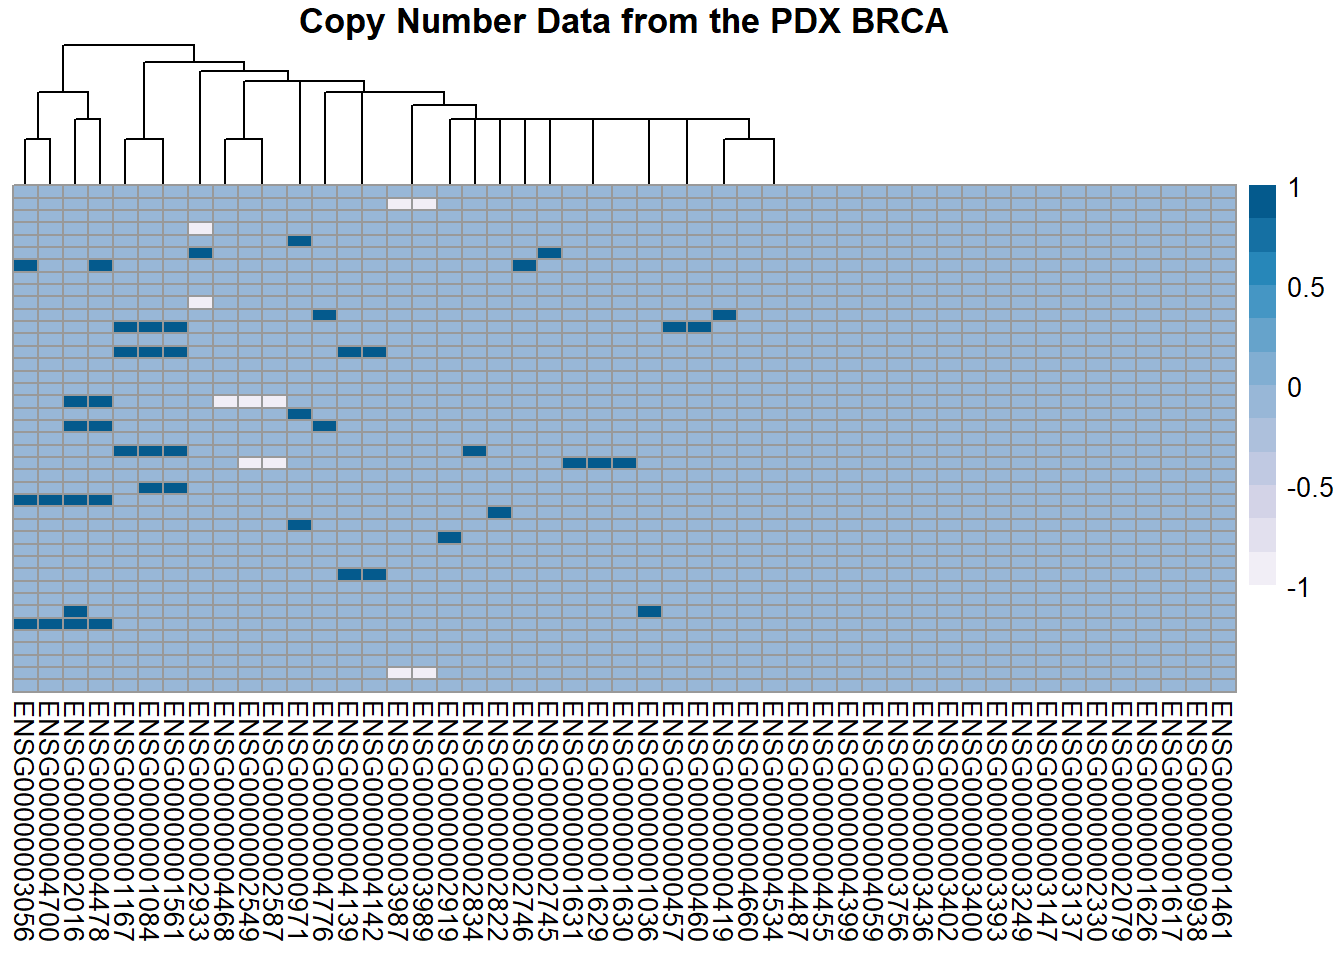 Copy Number Data from the PDX BRCA
1
0.5
0
-0.5
-1
ENSG00000003056
ENSG00000004700
ENSG00000002016
ENSG00000004478
ENSG00000001167
ENSG00000001084
ENSG00000001561
ENSG00000002933
ENSG00000004468
ENSG00000002549
ENSG00000002587
ENSG00000000971
ENSG00000004776
ENSG00000004139
ENSG00000004142
ENSG00000003987
ENSG00000003989
ENSG00000002919
ENSG00000002834
ENSG00000002822
ENSG00000002746
ENSG00000002745
ENSG00000001631
ENSG00000001629
ENSG00000001630
ENSG00000001036
ENSG00000000457
ENSG00000000460
ENSG00000000419
ENSG00000004660
ENSG00000004534
ENSG00000004487
ENSG00000004455
ENSG00000004399
ENSG00000004059
ENSG00000003756
ENSG00000003436
ENSG00000003402
ENSG00000003400
ENSG00000003393
ENSG00000003249
ENSG00000003147
ENSG00000003137
ENSG00000002330
ENSG00000002079
ENSG00000001626
ENSG00000001617
ENSG00000000938
ENSG00000001461